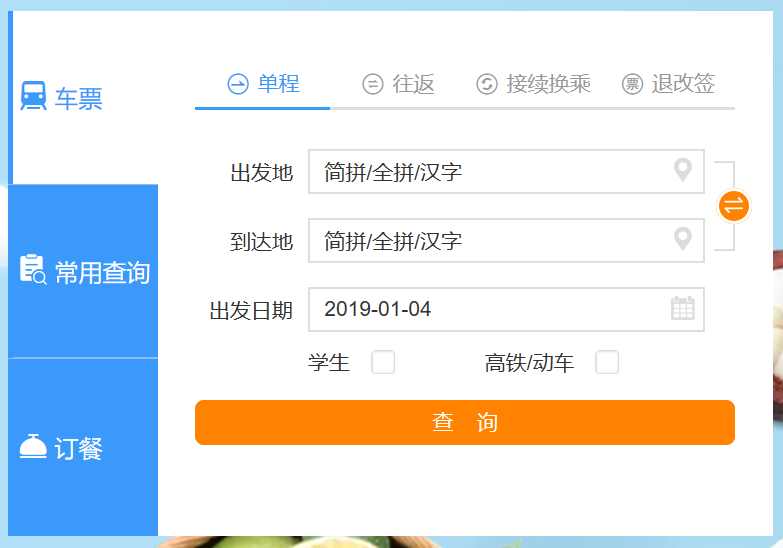 车票
单程
往返
接续换乘
票 退改签
出发地 简拼/全拼/汉字
到达地 简拼/全拼/汉字
常用查询
出发日期 2019-01-04
学生 高铁/动车
查 询
订餐